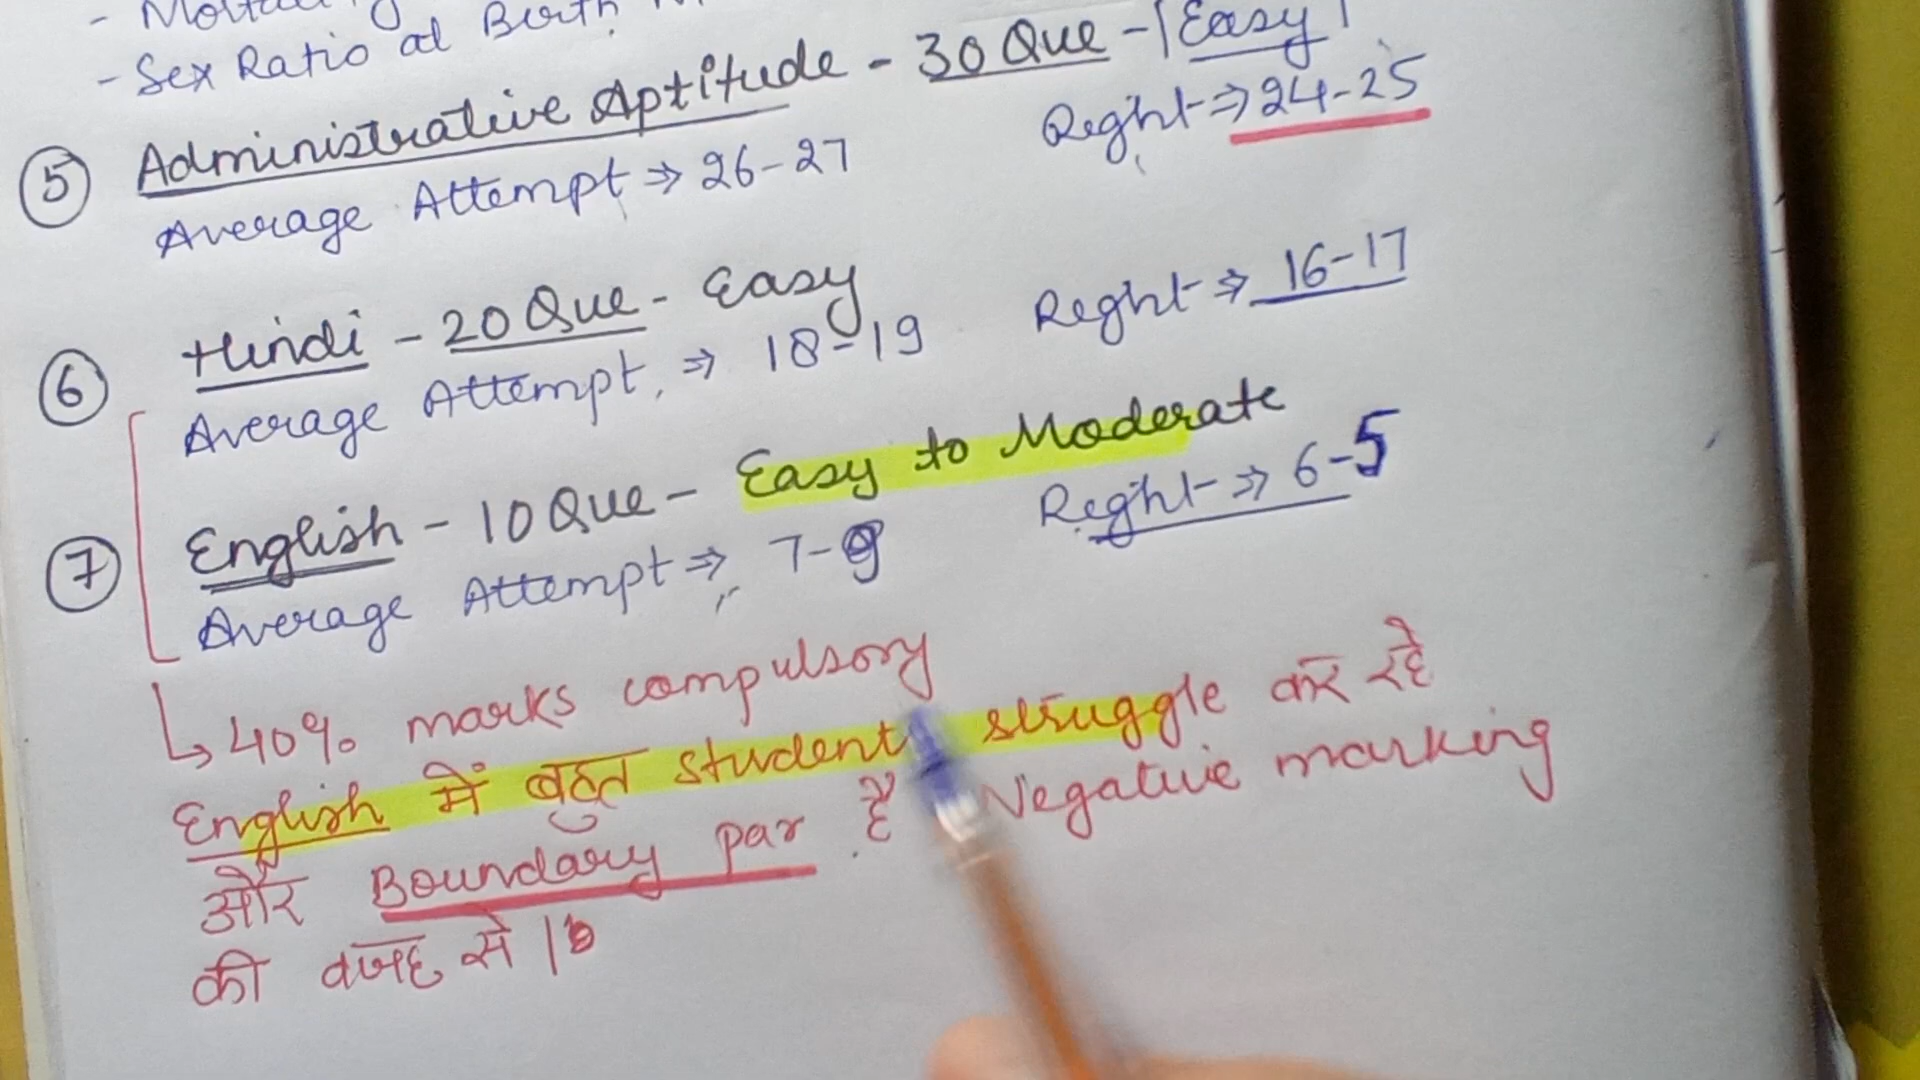 - Sex Ratio at Birth
⑤ Administrative Aptitude - 30 Que - |Easy|
Average Attempt ⇒ 26-27 Right ⇒ 24-25
⑥ Hindi - 20 Que - Easy
Average Attempt ⇒ 18-19 Right ⇒ 16-17
⑦ English - 10 Que - Easy to Moderate
Average Attempt ⇒ 7-9 Right ⇒ 6-5
↳ 40% marks compulsory
English में बहुत student struggle कर रहे
और Boundary par है Negative marking
की वजह से